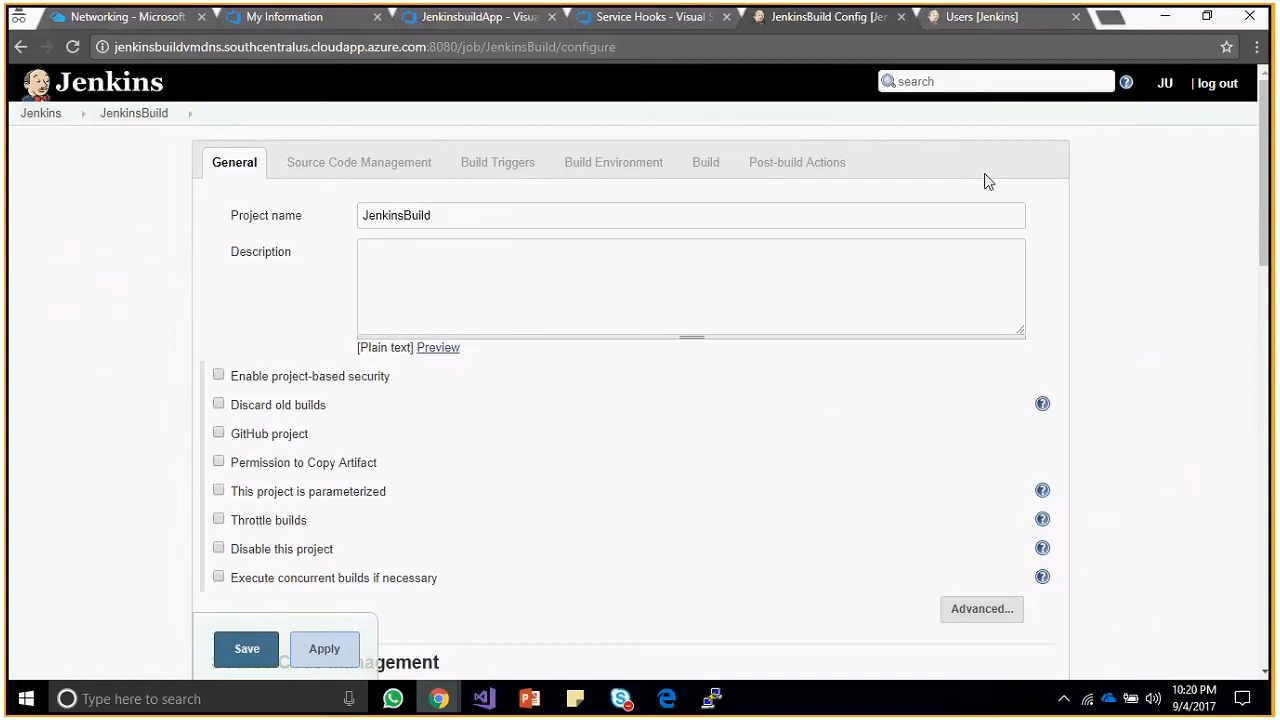 Networking - Microsoft
My Information
JenkinsbuildApp - Visua
Service Hooks - Visual S
JenkinsBuild Config [Jen
Users [Jenkins]
jenkinsbuildvmdns.southcentralus.cloudapp.azure.com:8080/job/JenkinsBuild/configure
Jenkins
search
JU
| log out
Jenkins
JenkinsBuild
General
Source Code Management
Build Triggers
Build Environment
Build
Post-build Actions
Project name
JenkinsBuild
Description
[Plain text] Preview
Enable project-based security
Discard old builds
GitHub project
Permission to Copy Artifact
This project is parameterized
Throttle builds
Disable this project
Execute concurrent builds if necessary
Advanced...
Save
Apply
agement
Type here to search
10:20 PM
9/4/2017